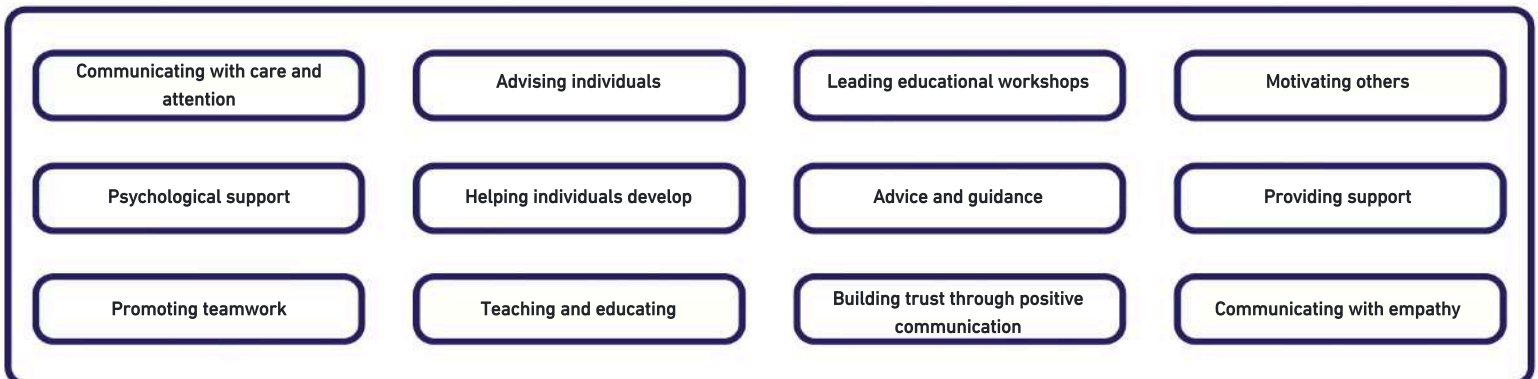 Communicating with care and
attention
Advising individuals
Leading educational workshops
Motivating others
Psychological support
Helping individuals develop
Advice and guidance
Providing support
Promoting teamwork
Teaching and educating
Building trust through positive
communication
Communicating with empathy